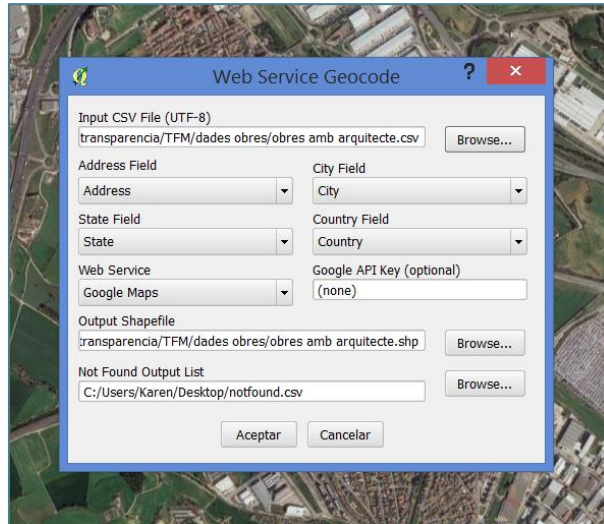 Web Service Geocode
?
x
Input CSV File (UTF-8)
transparencia/TFM/dades obres/obres amb arquitecte.csv
Browse...
Address Field
City Field
Address
City
State Field
Country Field
State
Country
Web Service
Google API Key (optional)
Google Maps
(none)
Output Shapefile
transparencia/TFM/dades obres/obres amb arquitecte.shp
Browse...
Not Found Output List
C:/Users/Karen/Desktop/notfound.csv
Browse...
Aceptar
Cancelar